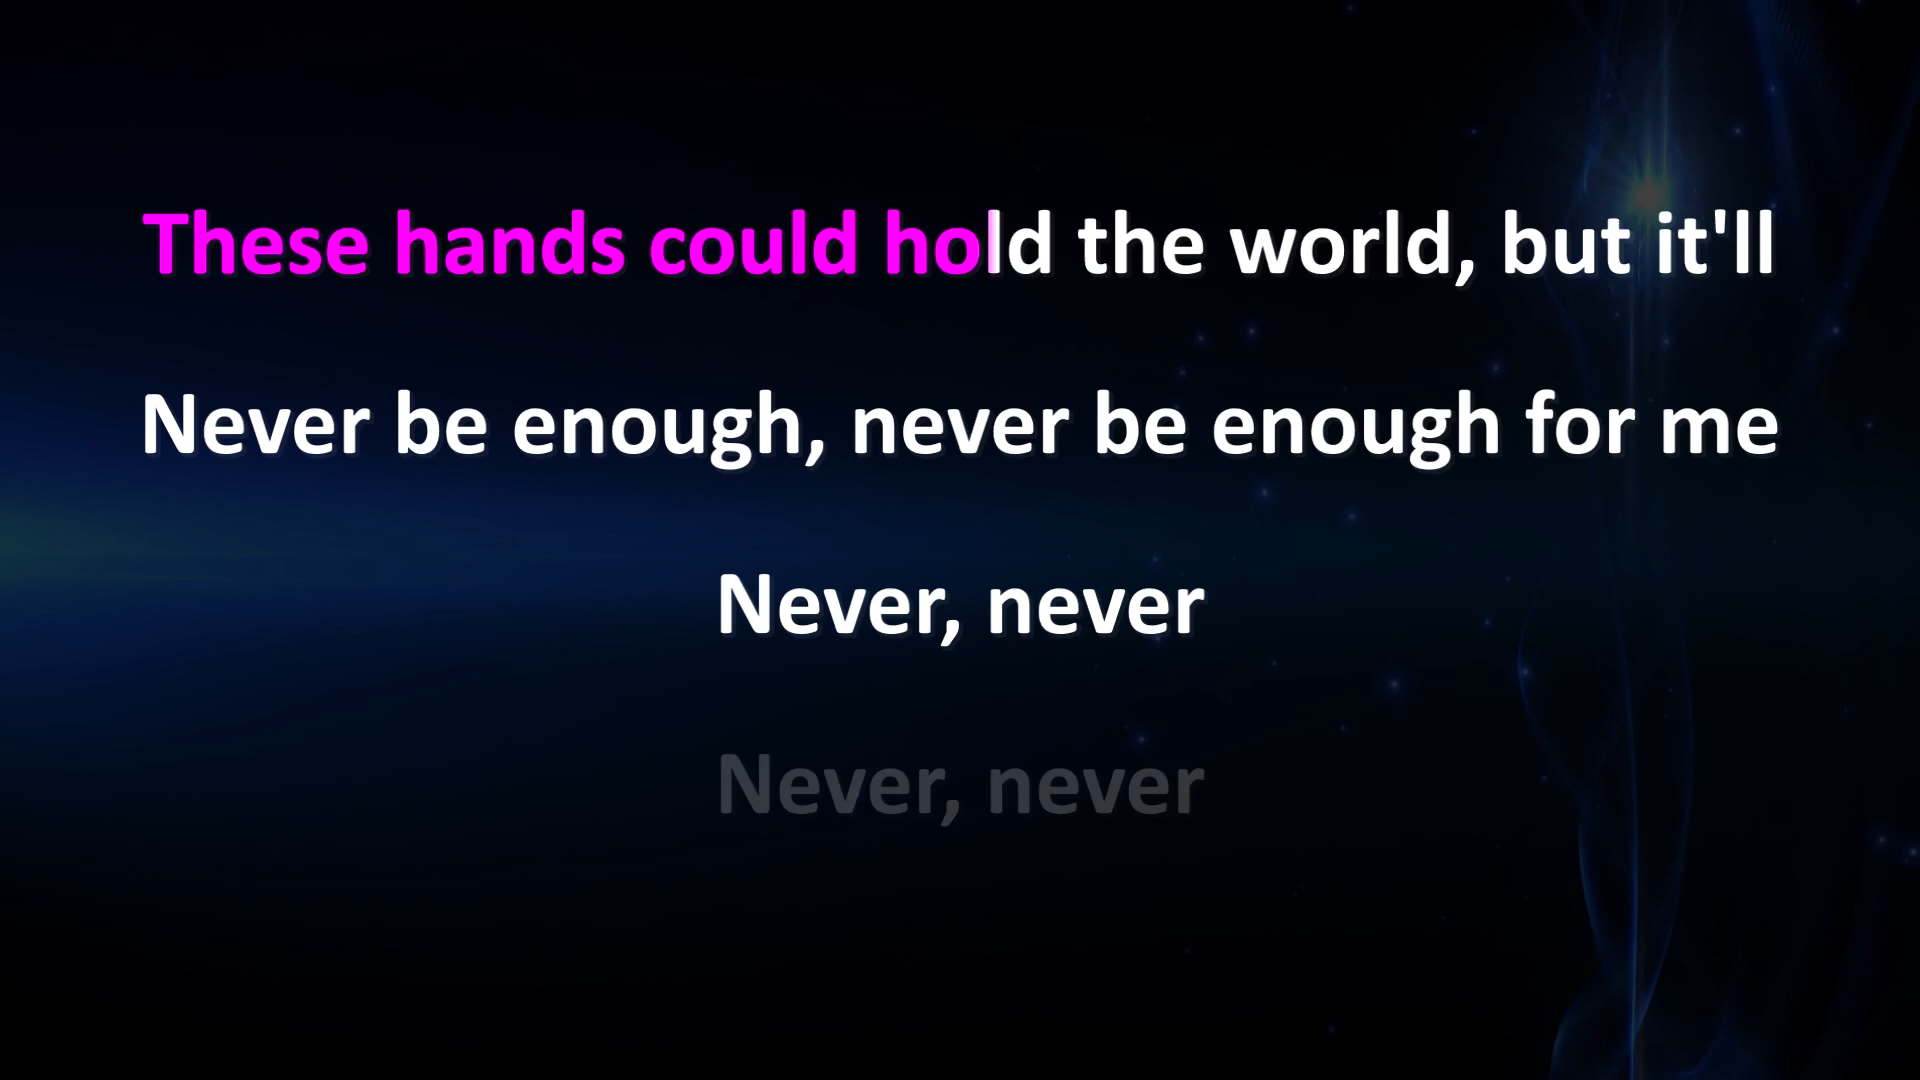 These hands could hold the world, but it'll
Never be enough, never be enough for me
Never, never
Never, never